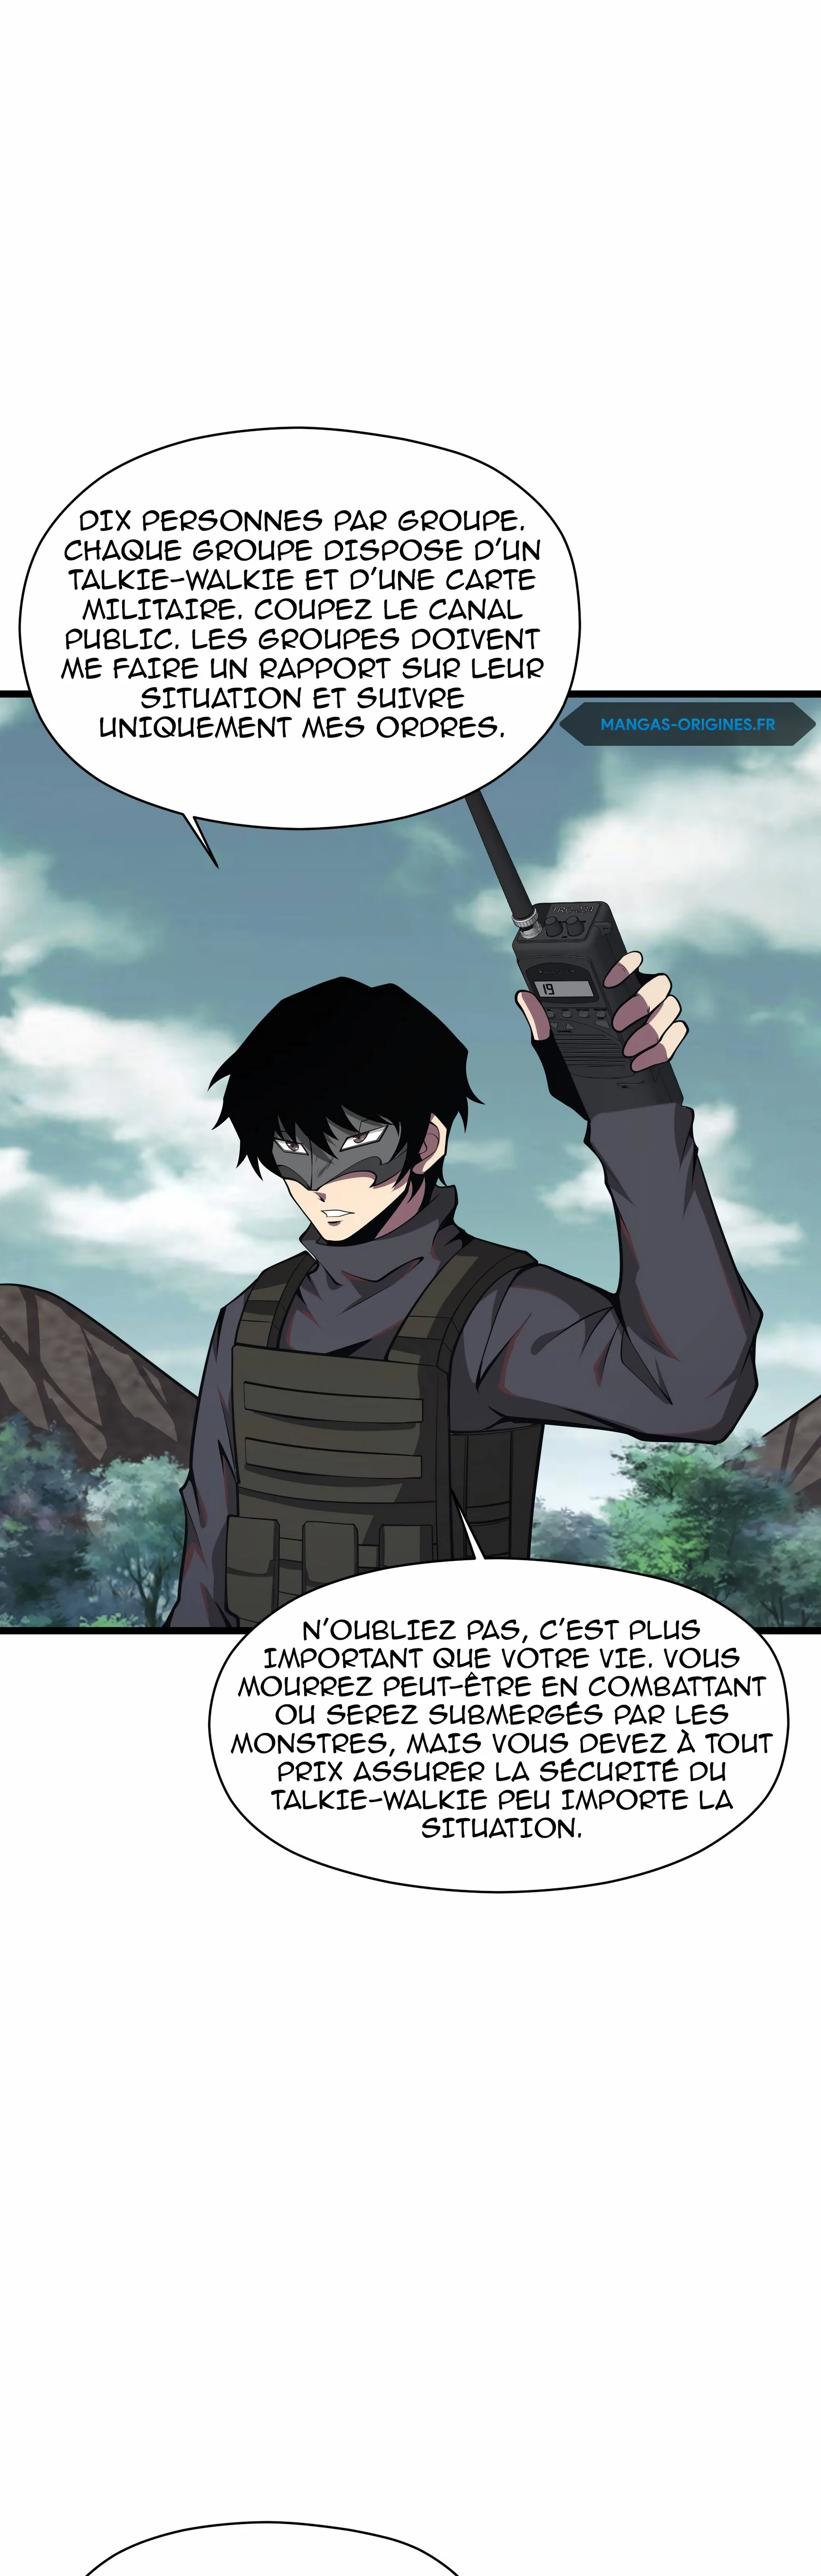 DIX PERSONNES PAR GROUPE.
CHAQUE GROUPE DISPOSE D'UN
TALKIE-WALKIE ET D'UNE CARTE
MILITAIRE. COUPEZ LE CANAL
PUBLIC. LES GROUPES DOIVENT
ME FAIRE UN RAPPORT SUR LEUR
SITUATION ET SUIVRE
UNIQUEMENT MES ORDRES.
MANGAS-ORIGINES.FR
19
N'OUBLIEZ PAS, C'EST PLUS
IMPORTANT QUE VOTRE VIE. VOUS
MOURREZ PEUT-ÊTRE EN COMBATTANT
OU SEREZ SUBMERGÉS PAR LES
MONSTRES, MAIS VOUS DEVEZ À TOUT
PRIX ASSURER LA SÉCURITÉ DU
TALKIE-WALKIE PEU IMPORTE LA
SITUATION.